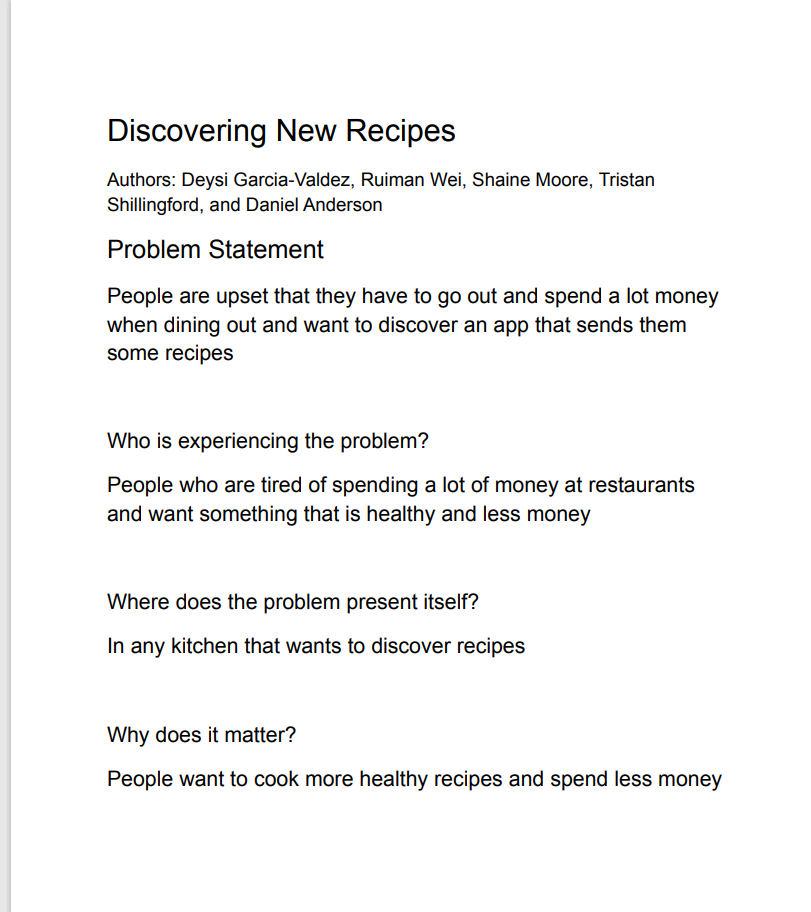 Discovering New Recipes
Authors: Deysi Garcia-Valdez, Ruiman Wei, Shaine Moore, Tristan
Shillingford, and Daniel Anderson
Problem Statement
People are upset that they have to go out and spend a lot money
when dining out and want to discover an app that sends them
some recipes
Who is experiencing the problem?
People who are tired of spending a lot of money at restaurants
and want something that is healthy and less money
Where does the problem present itself?
In any kitchen that wants to discover recipes
Why does it matter?
People want to cook more healthy recipes and spend less money